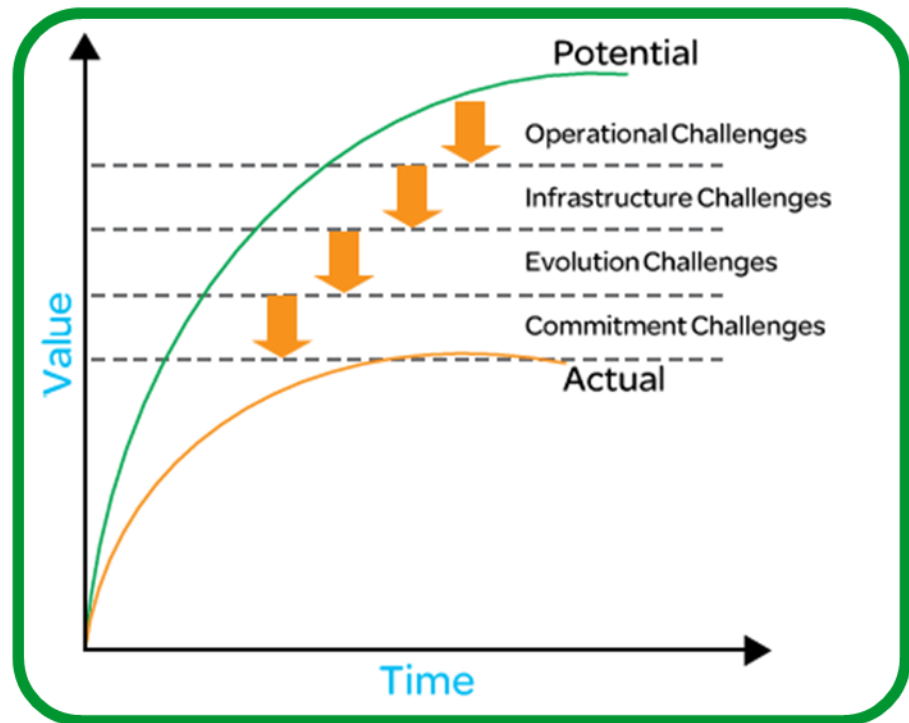 Potential
Operational Challenges
Infrastructure Challenges
Evolution Challenges
Commitment Challenges
Actual
Value
Time